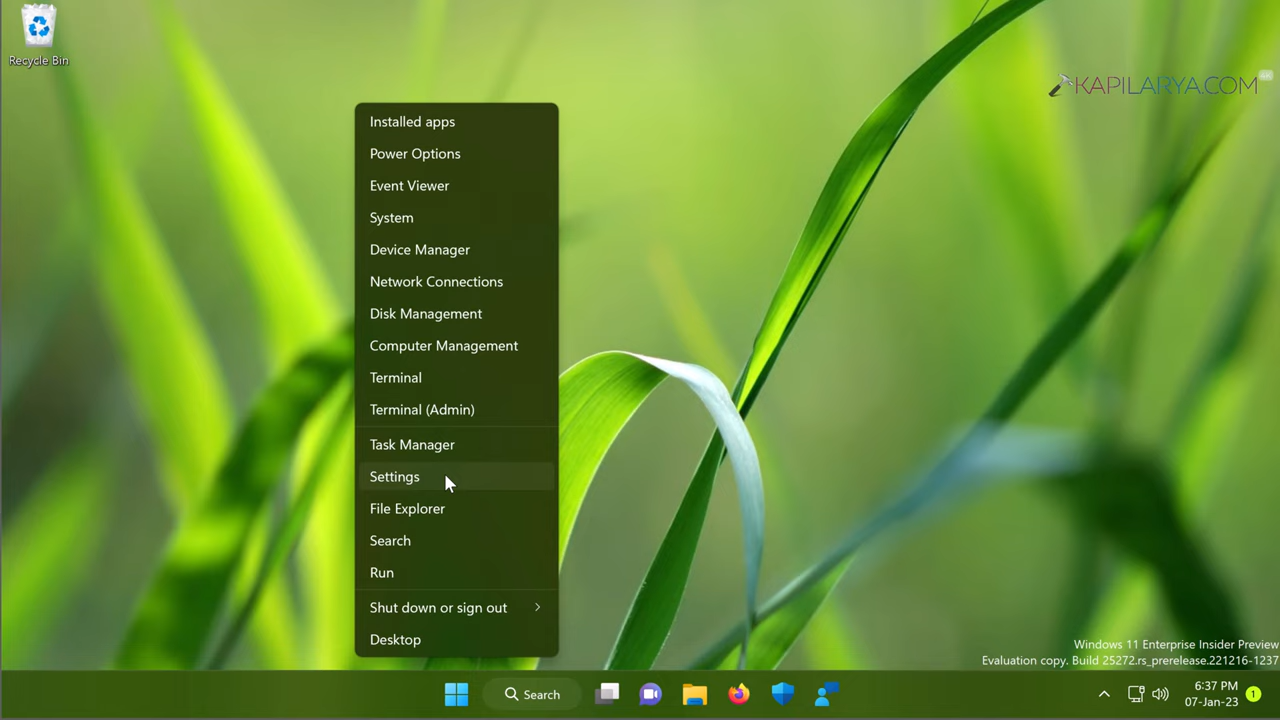 Recycle Bin
KAPILARYA.COM
4K
Installed apps
Power Options
Event Viewer
System
Device Manager
Network Connections
Disk Management
Computer Management
Terminal
Terminal (Admin)
Task Manager
Settings
File Explorer
Search
Run
Shut down or sign out
Desktop
Windows 11 Enterprise Insider Preview
Evaluation copy. Build 25272.rs_prerelease.221216-1237
Search
6:37 PM
07-Jan-23
1